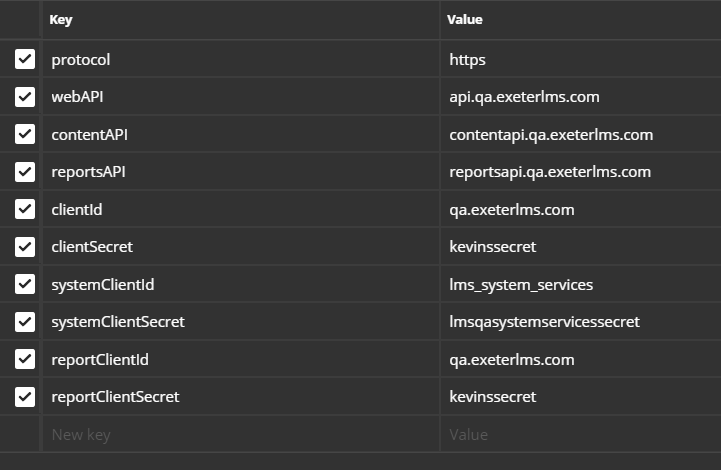 Key Value
protocol https
webAPI api.qa.exeterlms.com
contentAPI contentapi.qa.exeterlms.com
reportsAPI reportsapi.qa.exeterlms.com
clientId qa.exeterlms.com
clientSecret kevinssecret
systemClientId lms_system_services
systemClientSecret lmsqasystemservicessecret
reportClientId qa.exeterlms.com
reportClientSecret kevinssecret
New key Value